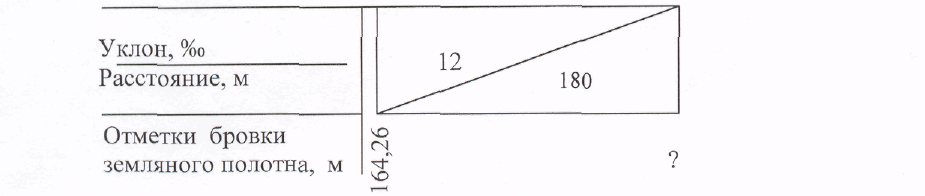 Уклон, ‰
12
Расстояние, м
180
Отметки бровки
земляного полотна, м
164,26
?